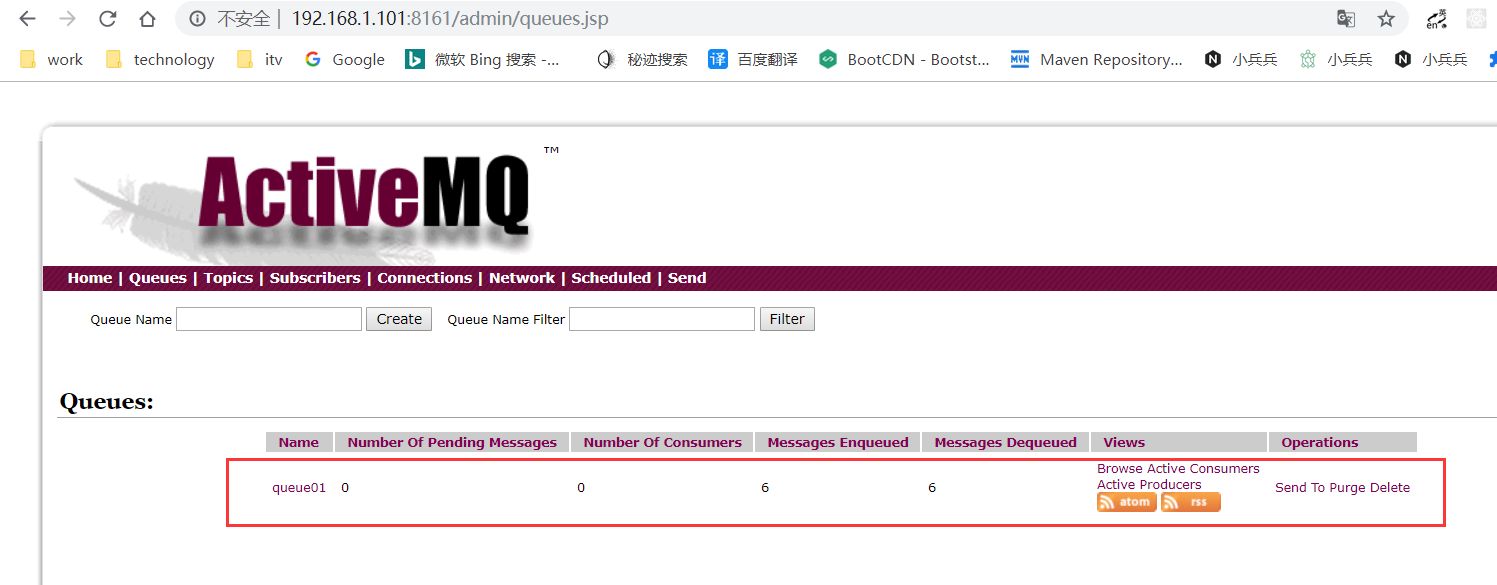 不安全 | 192.168.1.101:8161/admin/queues.jsp
work technology itv Google 微软 Bing 搜索 -... 秘迹搜索 译 百度翻译 BootCDN - Bootst... MVN Maven Repository... N 小兵兵 小兵兵 N 小兵兵
ActiveMQ ™
Home | Queues | Topics | Subscribers | Connections | Network | Scheduled | Send
Queue Name Create Queue Name Filter Filter
Queues:
Name Number Of Pending Messages Number Of Consumers Messages Enqueued Messages Dequeued Views Operations
queue01 0 0 6 6 Browse Active Consumers
Active Producers
atom rss
Send To Purge Delete